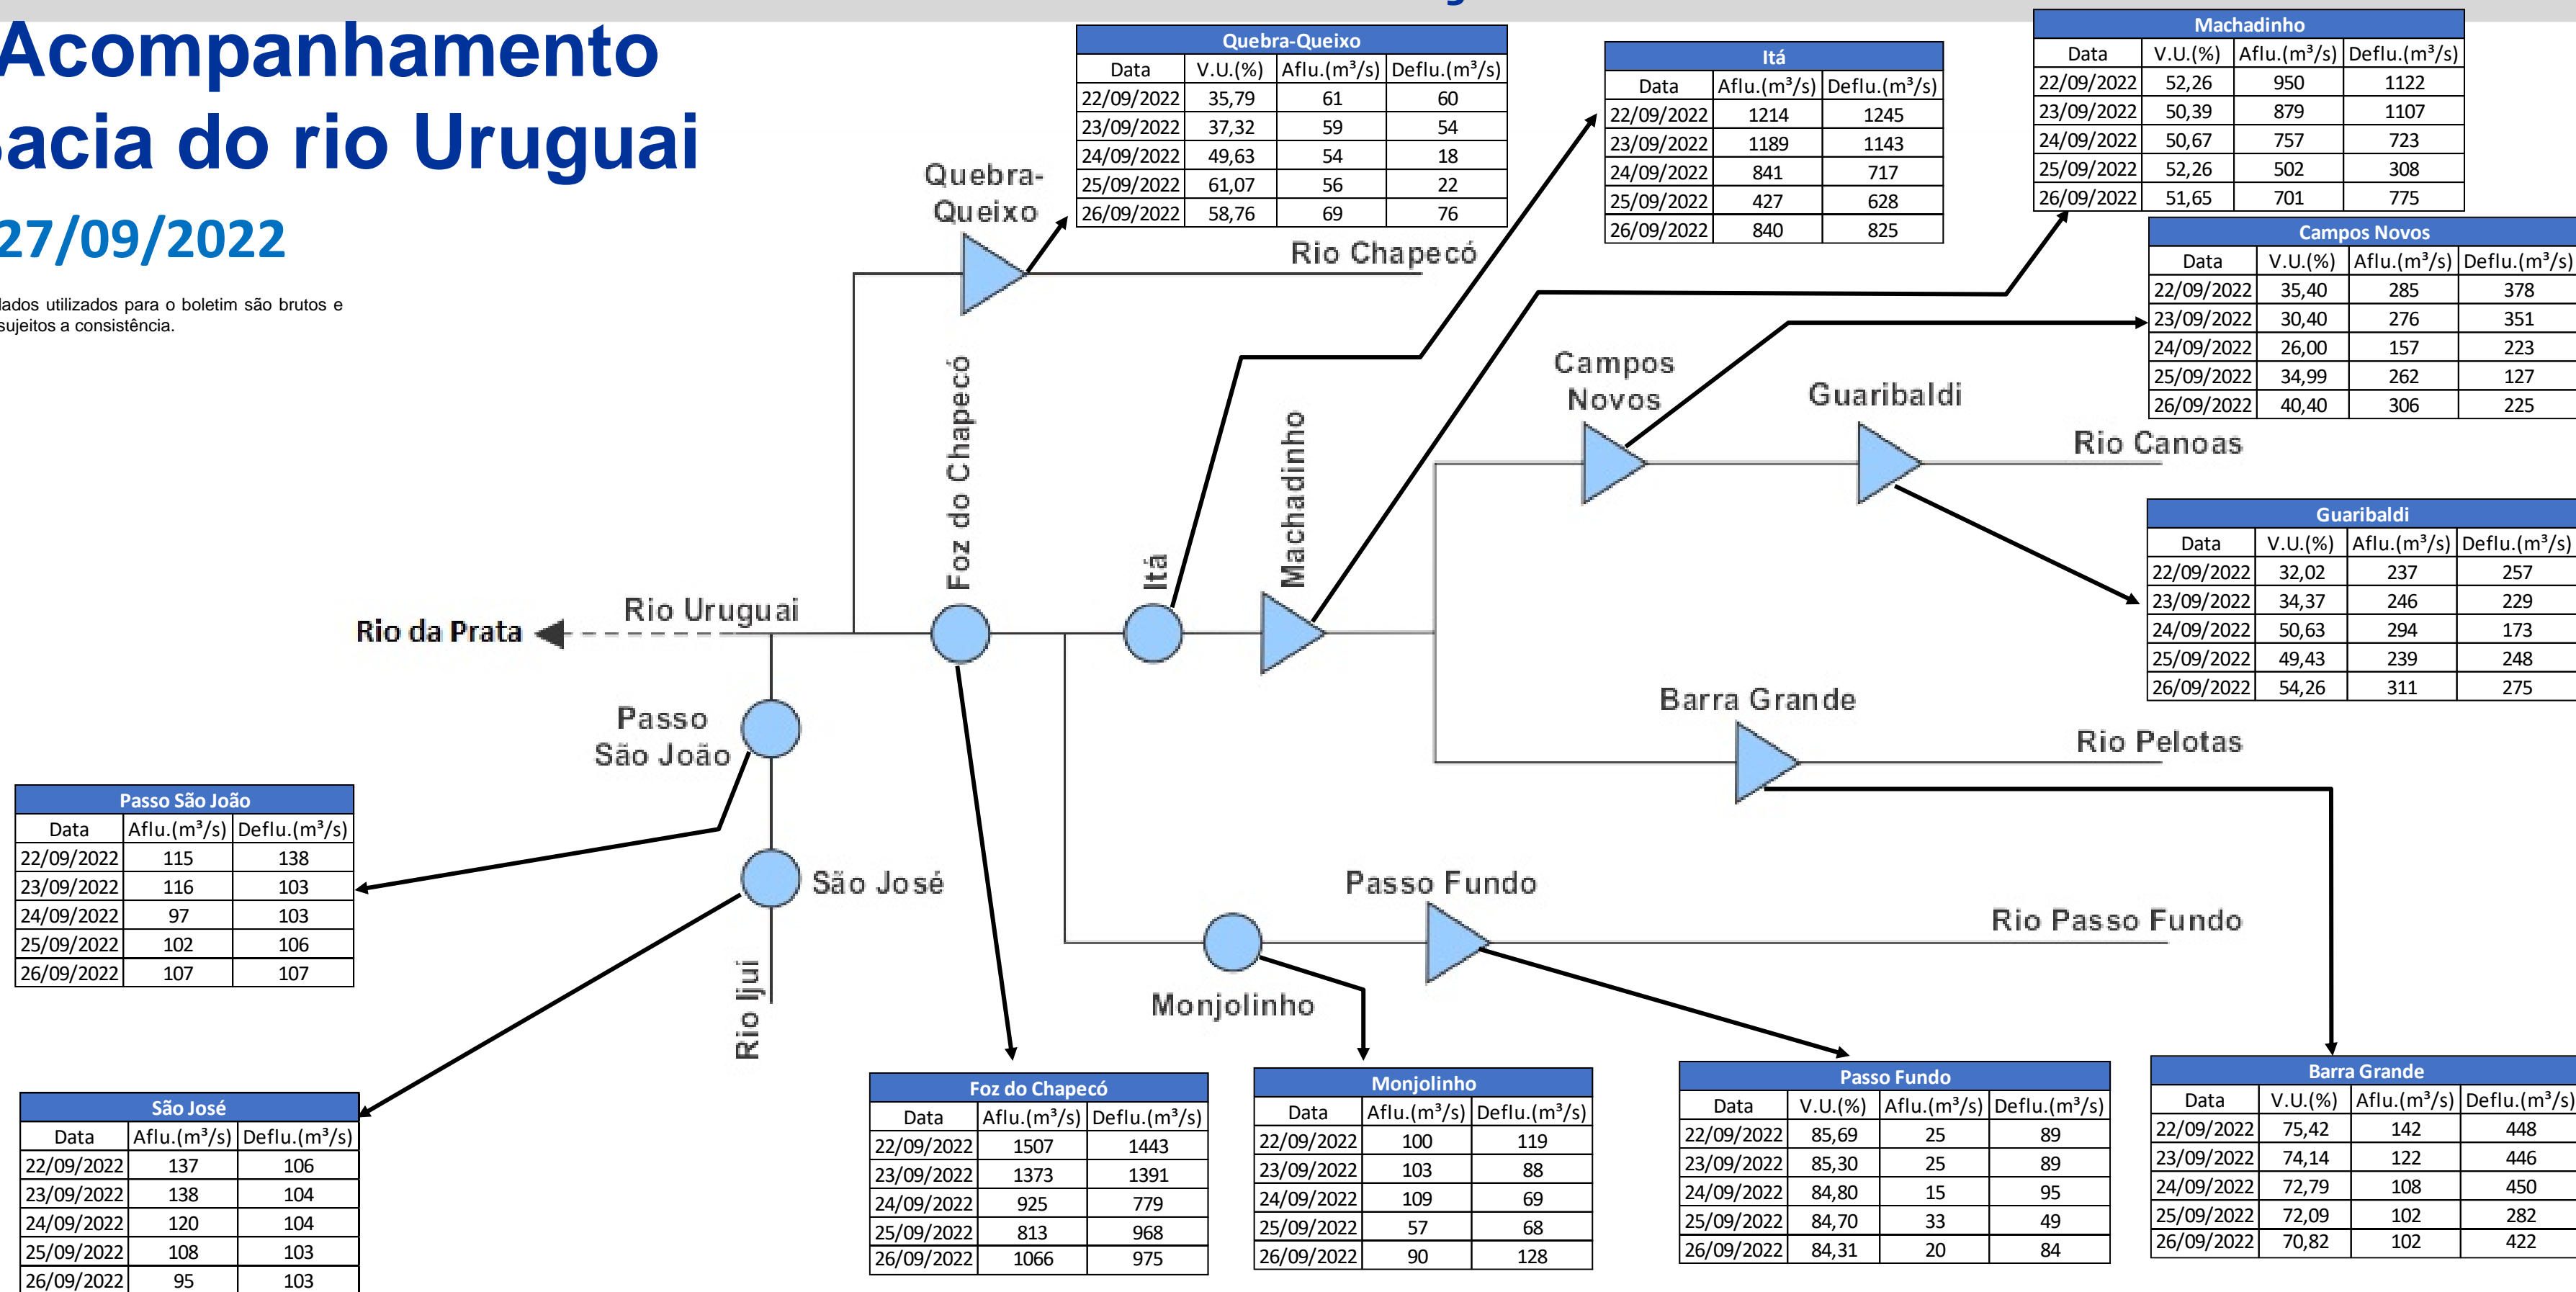 Acompanhamento
Bacia do rio Uruguai
27/09/2022
dados utilizados para o boletim são brutos e
sujeitos a consistência.
Quebra-Queixo
Data V.U.(%) Aflu.(m³/s) Deflu.(m³/s)
22/09/2022 35,79 61 60
23/09/2022 37,32 59 54
24/09/2022 49,63 54 18
25/09/2022 61,07 56 22
26/09/2022 58,76 69 76
Itá
Data Aflu.(m³/s) Deflu.(m³/s)
22/09/2022 1214 1245
23/09/2022 1189 1143
24/09/2022 841 717
25/09/2022 427 628
26/09/2022 840 825
Machadinho
Data V.U.(%) Aflu.(m³/s) Deflu.(m³/s)
22/09/2022 52,26 950 1122
23/09/2022 50,39 879 1107
24/09/2022 50,67 757 723
25/09/2022 52,26 502 308
26/09/2022 51,65 701 775
Campos Novos
Data V.U.(%) Aflu.(m³/s) Deflu.(m³/s)
22/09/2022 35,40 285 378
23/09/2022 30,40 276 351
24/09/2022 26,00 157 223
25/09/2022 34,99 262 127
26/09/2022 40,40 306 225
Guaribaldi
Data V.U.(%) Aflu.(m³/s) Deflu.(m³/s)
22/09/2022 32,02 237 257
23/09/2022 34,37 246 229
24/09/2022 50,63 294 173
25/09/2022 49,43 239 248
26/09/2022 54,26 311 275
Quebra-
Queixo
Rio Chapecó
Foz do Chapecó
Itá
Machadinho
Campos
Novos
Guaribaldi
Rio Canoas
Rio da Prata
Rio Uruguai
Passo
São João
São José
Rio Ijui
Barra Grande
Rio Pelotas
Passo Fundo
Rio Passo Fundo
Monjolinho
Passo São João
Data Aflu.(m³/s) Deflu.(m³/s)
22/09/2022 115 138
23/09/2022 116 103
24/09/2022 97 103
25/09/2022 102 106
26/09/2022 107 107
São José
Data Aflu.(m³/s) Deflu.(m³/s)
22/09/2022 137 106
23/09/2022 138 104
24/09/2022 120 104
25/09/2022 108 103
26/09/2022 95 103
Foz do Chapecó
Data Aflu.(m³/s) Deflu.(m³/s)
22/09/2022 1507 1443
23/09/2022 1373 1391
24/09/2022 925 779
25/09/2022 813 968
26/09/2022 1066 975
Monjolinho
Data Aflu.(m³/s) Deflu.(m³/s)
22/09/2022 100 119
23/09/2022 103 88
24/09/2022 109 69
25/09/2022 57 68
26/09/2022 90 128
Passo Fundo
Data V.U.(%) Aflu.(m³/s) Deflu.(m³/s)
22/09/2022 85,69 25 89
23/09/2022 85,30 25 89
24/09/2022 84,80 15 95
25/09/2022 84,70 33 49
26/09/2022 84,31 20 84
Barra Grande
Data V.U.(%) Aflu.(m³/s) Deflu.(m³/s)
22/09/2022 75,42 142 448
23/09/2022 74,14 122 446
24/09/2022 72,79 108 450
25/09/2022 72,09 102 282
26/09/2022 70,82 102 422